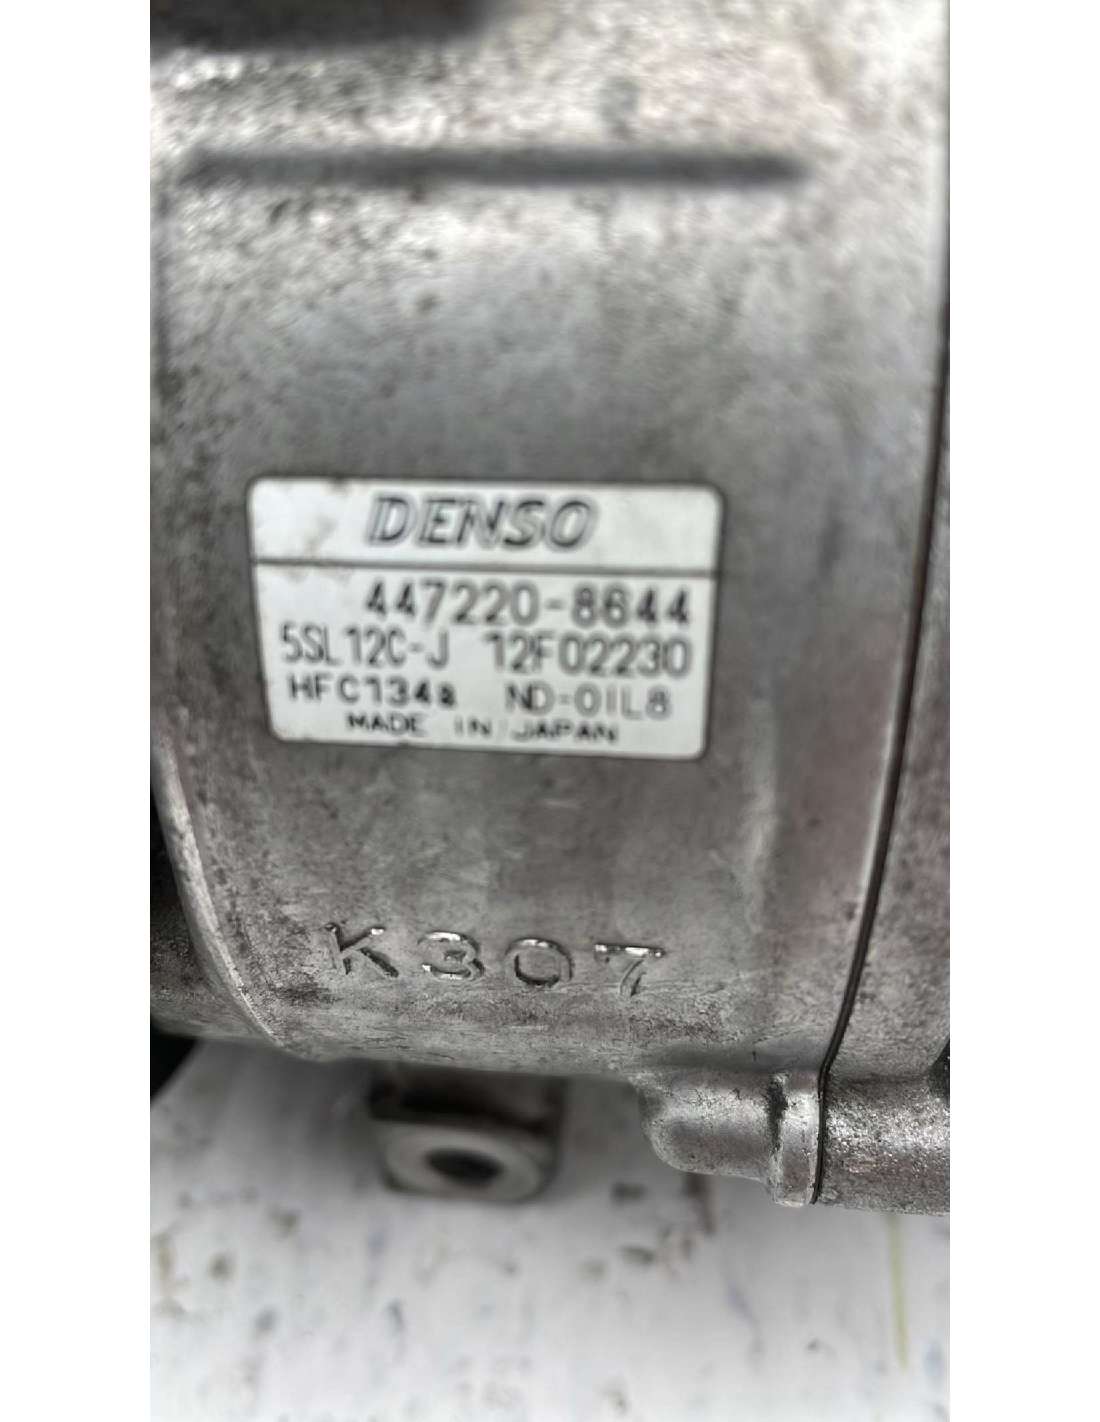 DENSO
447220-8644
5SL12C-J 12F02230
HFC134a ND-OIL8
MADE IN JAPAN
K307